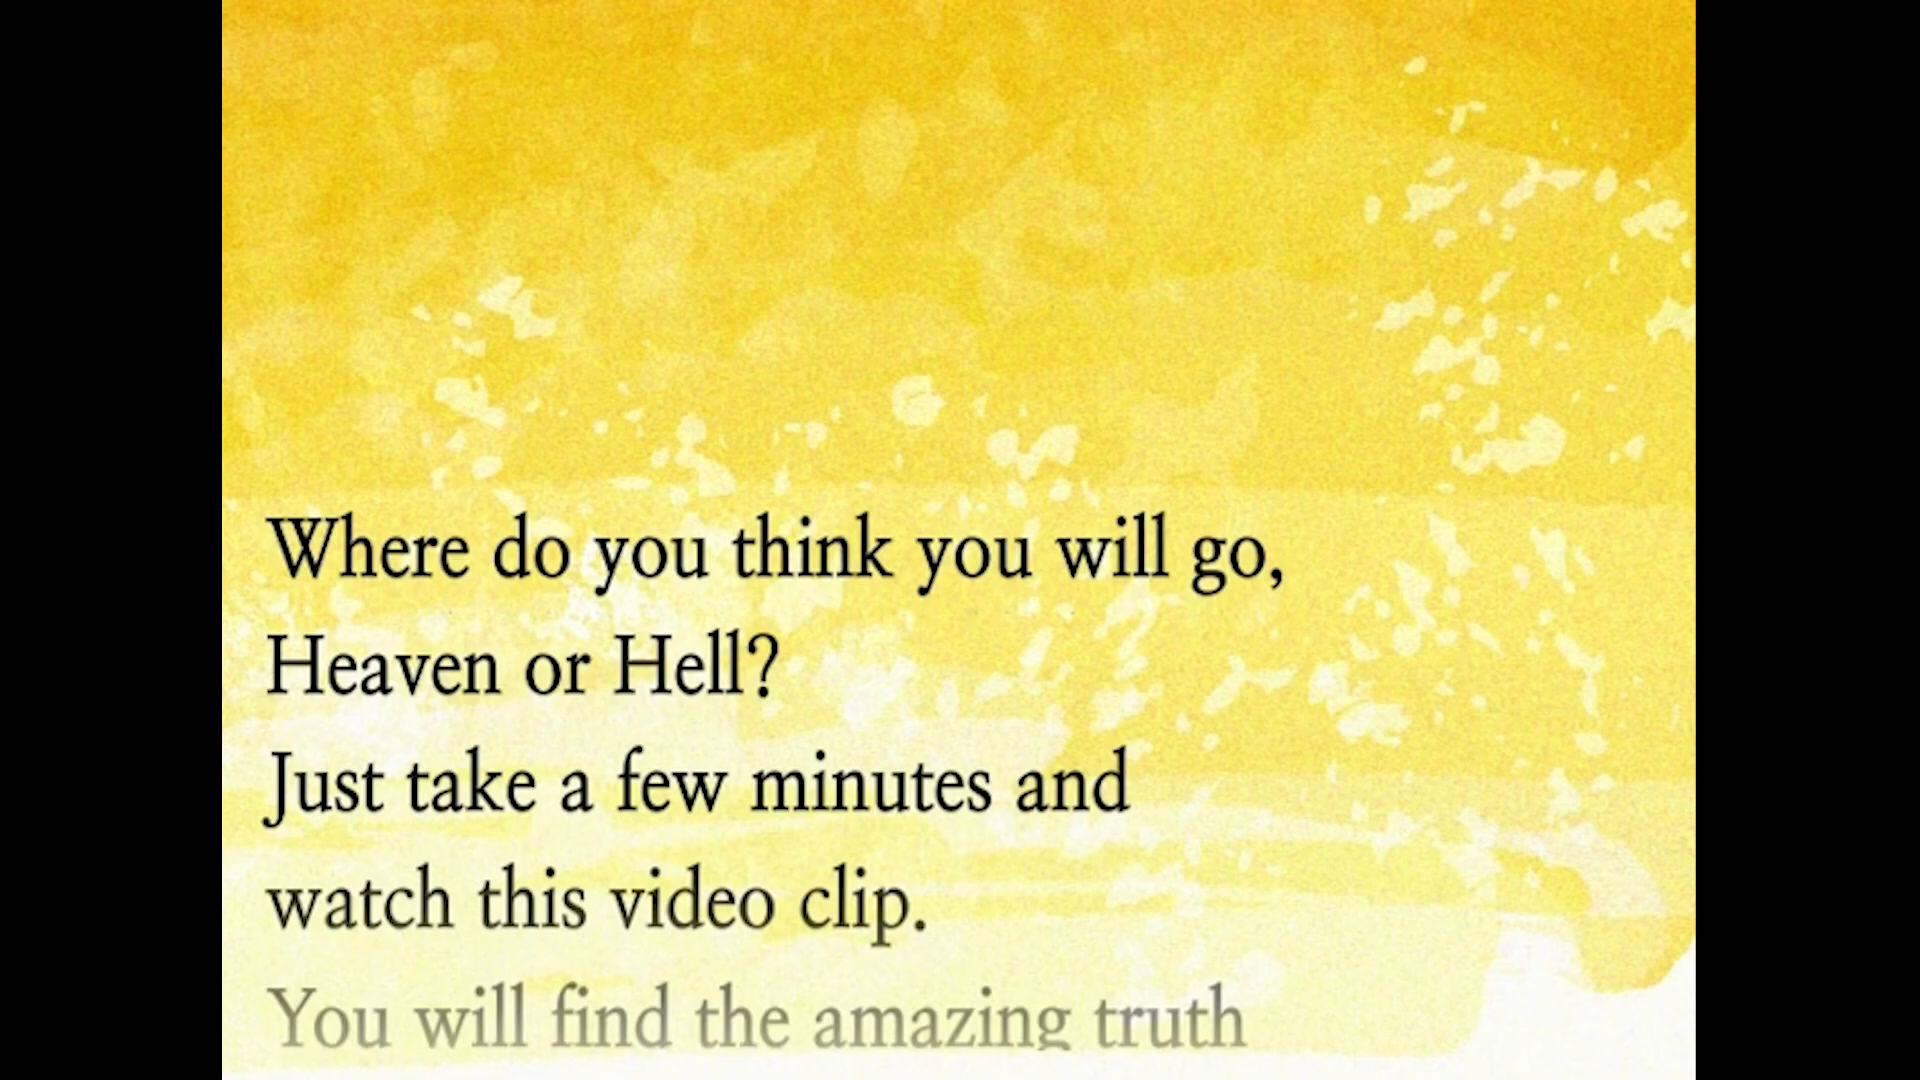 Where do you think you will go,
Heaven or Hell?
Just take a few minutes and
watch this video clip.
You will find the amazing truth